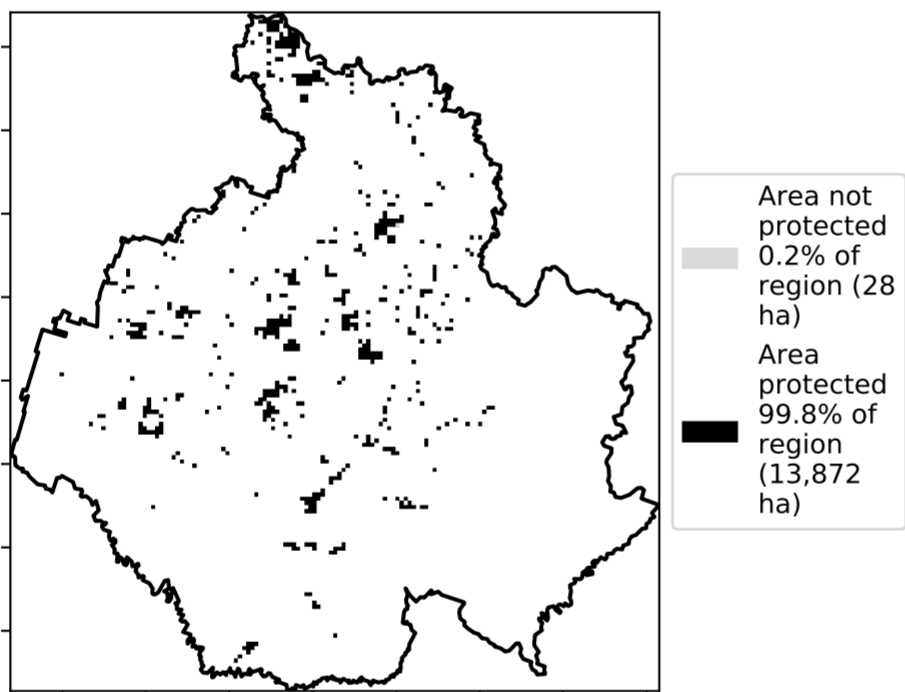 Area not
protected
0.2% of
region (28
ha)
Area
protected
99.8% of
region
(13,872
ha)